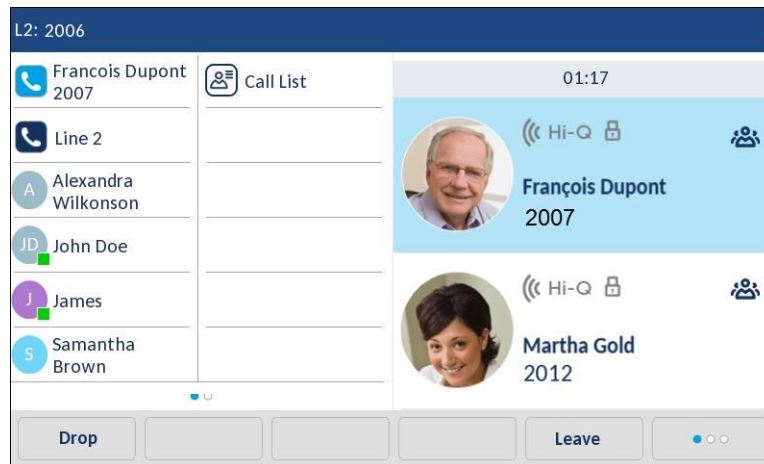 L2: 2006
Francois Dupont
2007
Line 2
A
Alexandra
Wilkonson
JD
John Doe
J
James
S
Samantha
Brown
Call List
01:17
Hi-Q
François Dupont
2007
Hi-Q
Martha Gold
2012
Drop
Leave